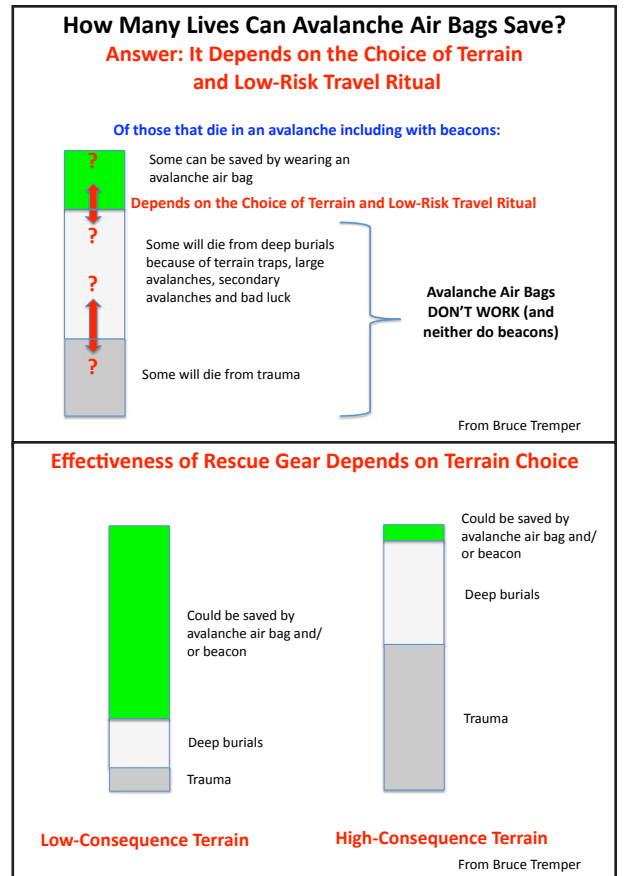 How Many Lives Can Avalanche Air Bags Save?
Answer: It Depends on the Choice of Terrain
and Low-Risk Travel Ritual
Of those that die in an avalanche including with beacons:
?
Some can be saved by wearing an
avalanche air bag
Depends on the Choice of Terrain and Low-Risk Travel Ritual
?
Some will die from deep burials
because of terrain traps, large
avalanches, secondary
avalanches and bad luck
?
Avalanche Air Bags
DON'T WORK (and
neither do beacons)
?
Some will die from trauma
From Bruce Tremper
Effectiveness of Rescue Gear Depends on Terrain Choice
Could be saved by
avalanche air bag and/
or beacon
Deep burials
Trauma
Low-Consequence Terrain
Could be saved by
avalanche air bag and/
or beacon
Deep burials
Trauma
High-Consequence Terrain
From Bruce Tremper